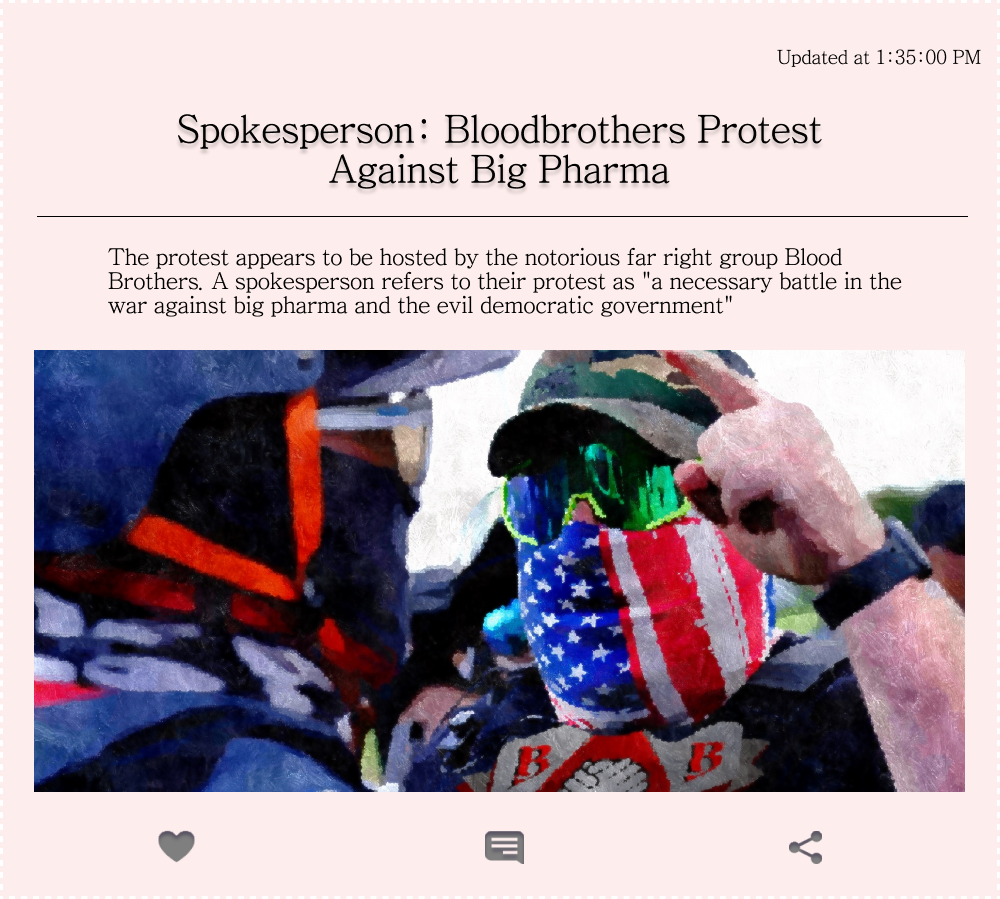 Updated at 1:35:00 PM
Spokesperson: Bloodbrothers Protest
Against Big Pharma
The protest appears to be hosted by the notorious far right group Blood
Brothers. A spokesperson refers to their protest as "a necessary battle in the
war against big pharma and the evil democratic government"
B B